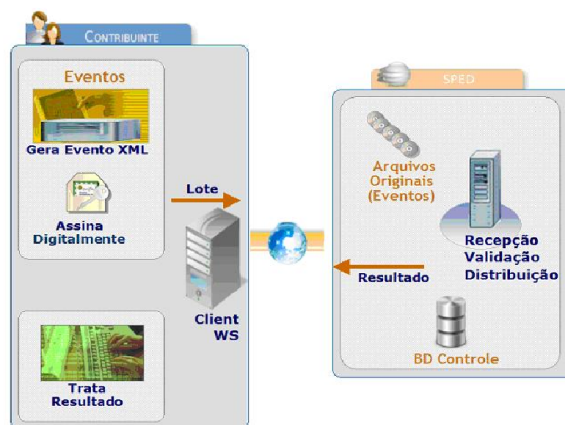 CONTRIBUINTE
Eventos
Gera Evento XML
Assina
Digitalmente
Lote
Client
WS
Trata
Resultado
SPED
Arquivos
Originais
(Eventos)
Recepção
Validação
Distribuição
Resultado
BD Controle